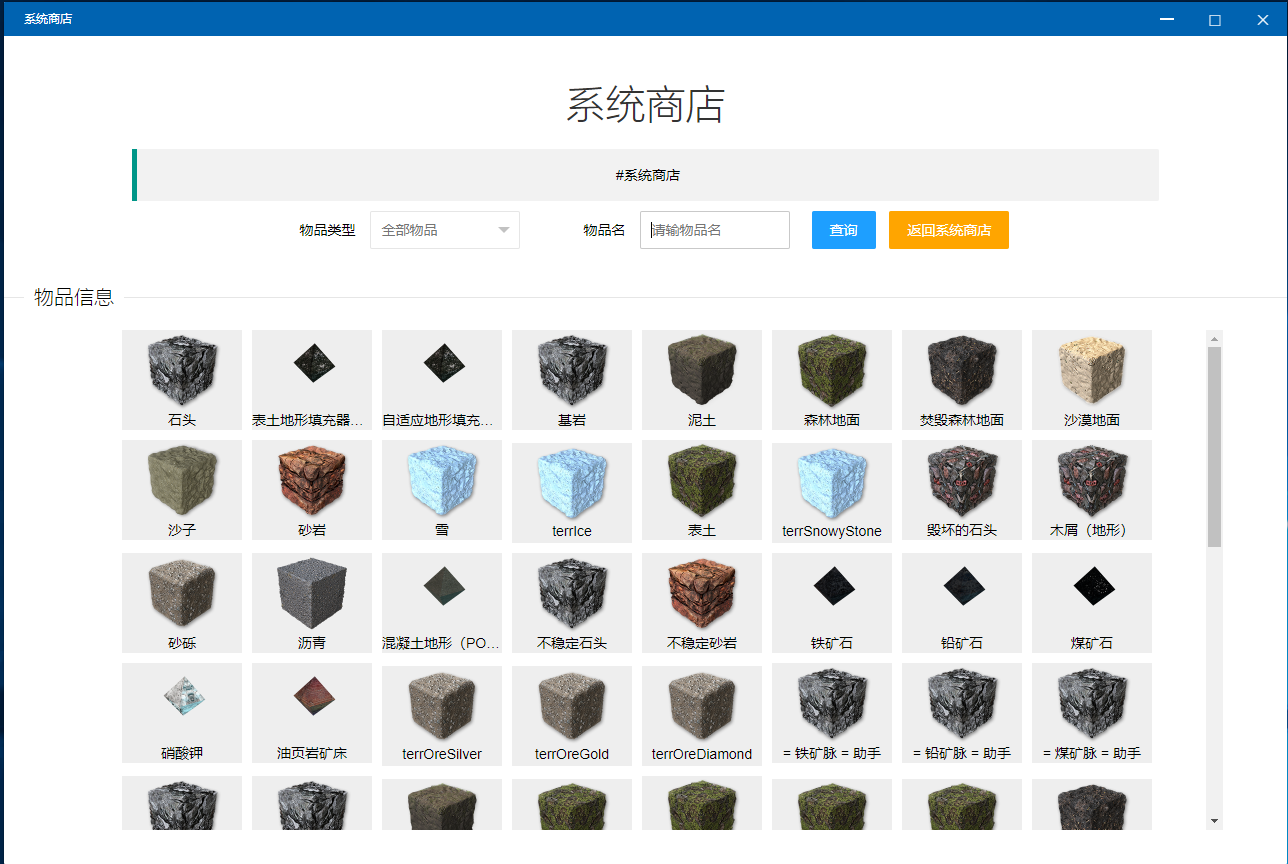 系统商店
系统商店
#系统商店
物品类型 全部物品 物品名 请输物品名 查询 返回系统商店
物品信息
石头 表土地形填充器... 自适应地形填充... 基岩 泥土 森林地面 焚毁森林地面 沙漠地面
沙子 砂岩 雪 terrIce 表土 terrSnowyStone 毁坏的石头 木屑（地形）
砂砾 沥青 混凝土地形（PO... 不稳定石头 不稳定砂岩 铁矿石 铅矿石 煤矿石
硝酸钾 油页岩矿床 terrOreSilver terrOreGold terrOreDiamond = 铁矿脉 = 助手 = 铅矿脉 = 助手 = 煤矿脉 = 助手